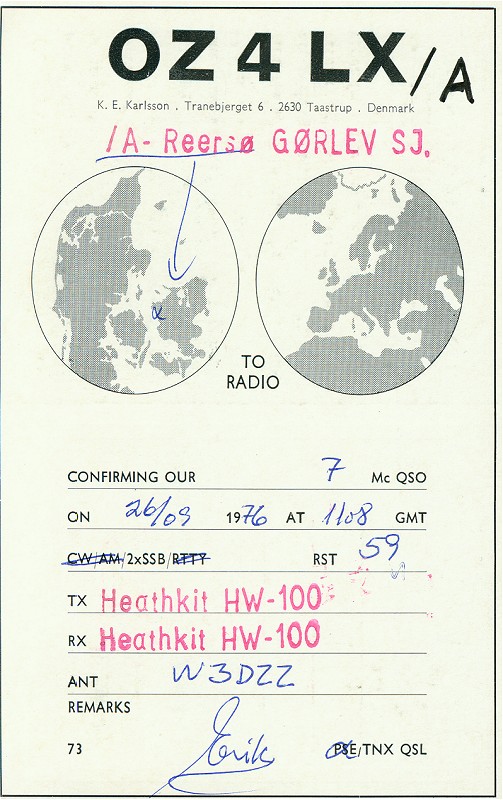 OZ 4 LX/A
K. E. Karlsson . Tranebjerget 6 . 2630 Taastrup . Denmark
/A- Reersø GØRLEV SJ.
α
TO
RADIO
CONFIRMING OUR 7 Mc QSO
ON 26/09 1976 AT 1108 GMT
CW/AM/2xSSB/RTTY RST 59
TX Heathkit HW-100
RX Heathkit HW-100
ANT W3DZZ
REMARKS
73 Erik PSE/TNX QSL